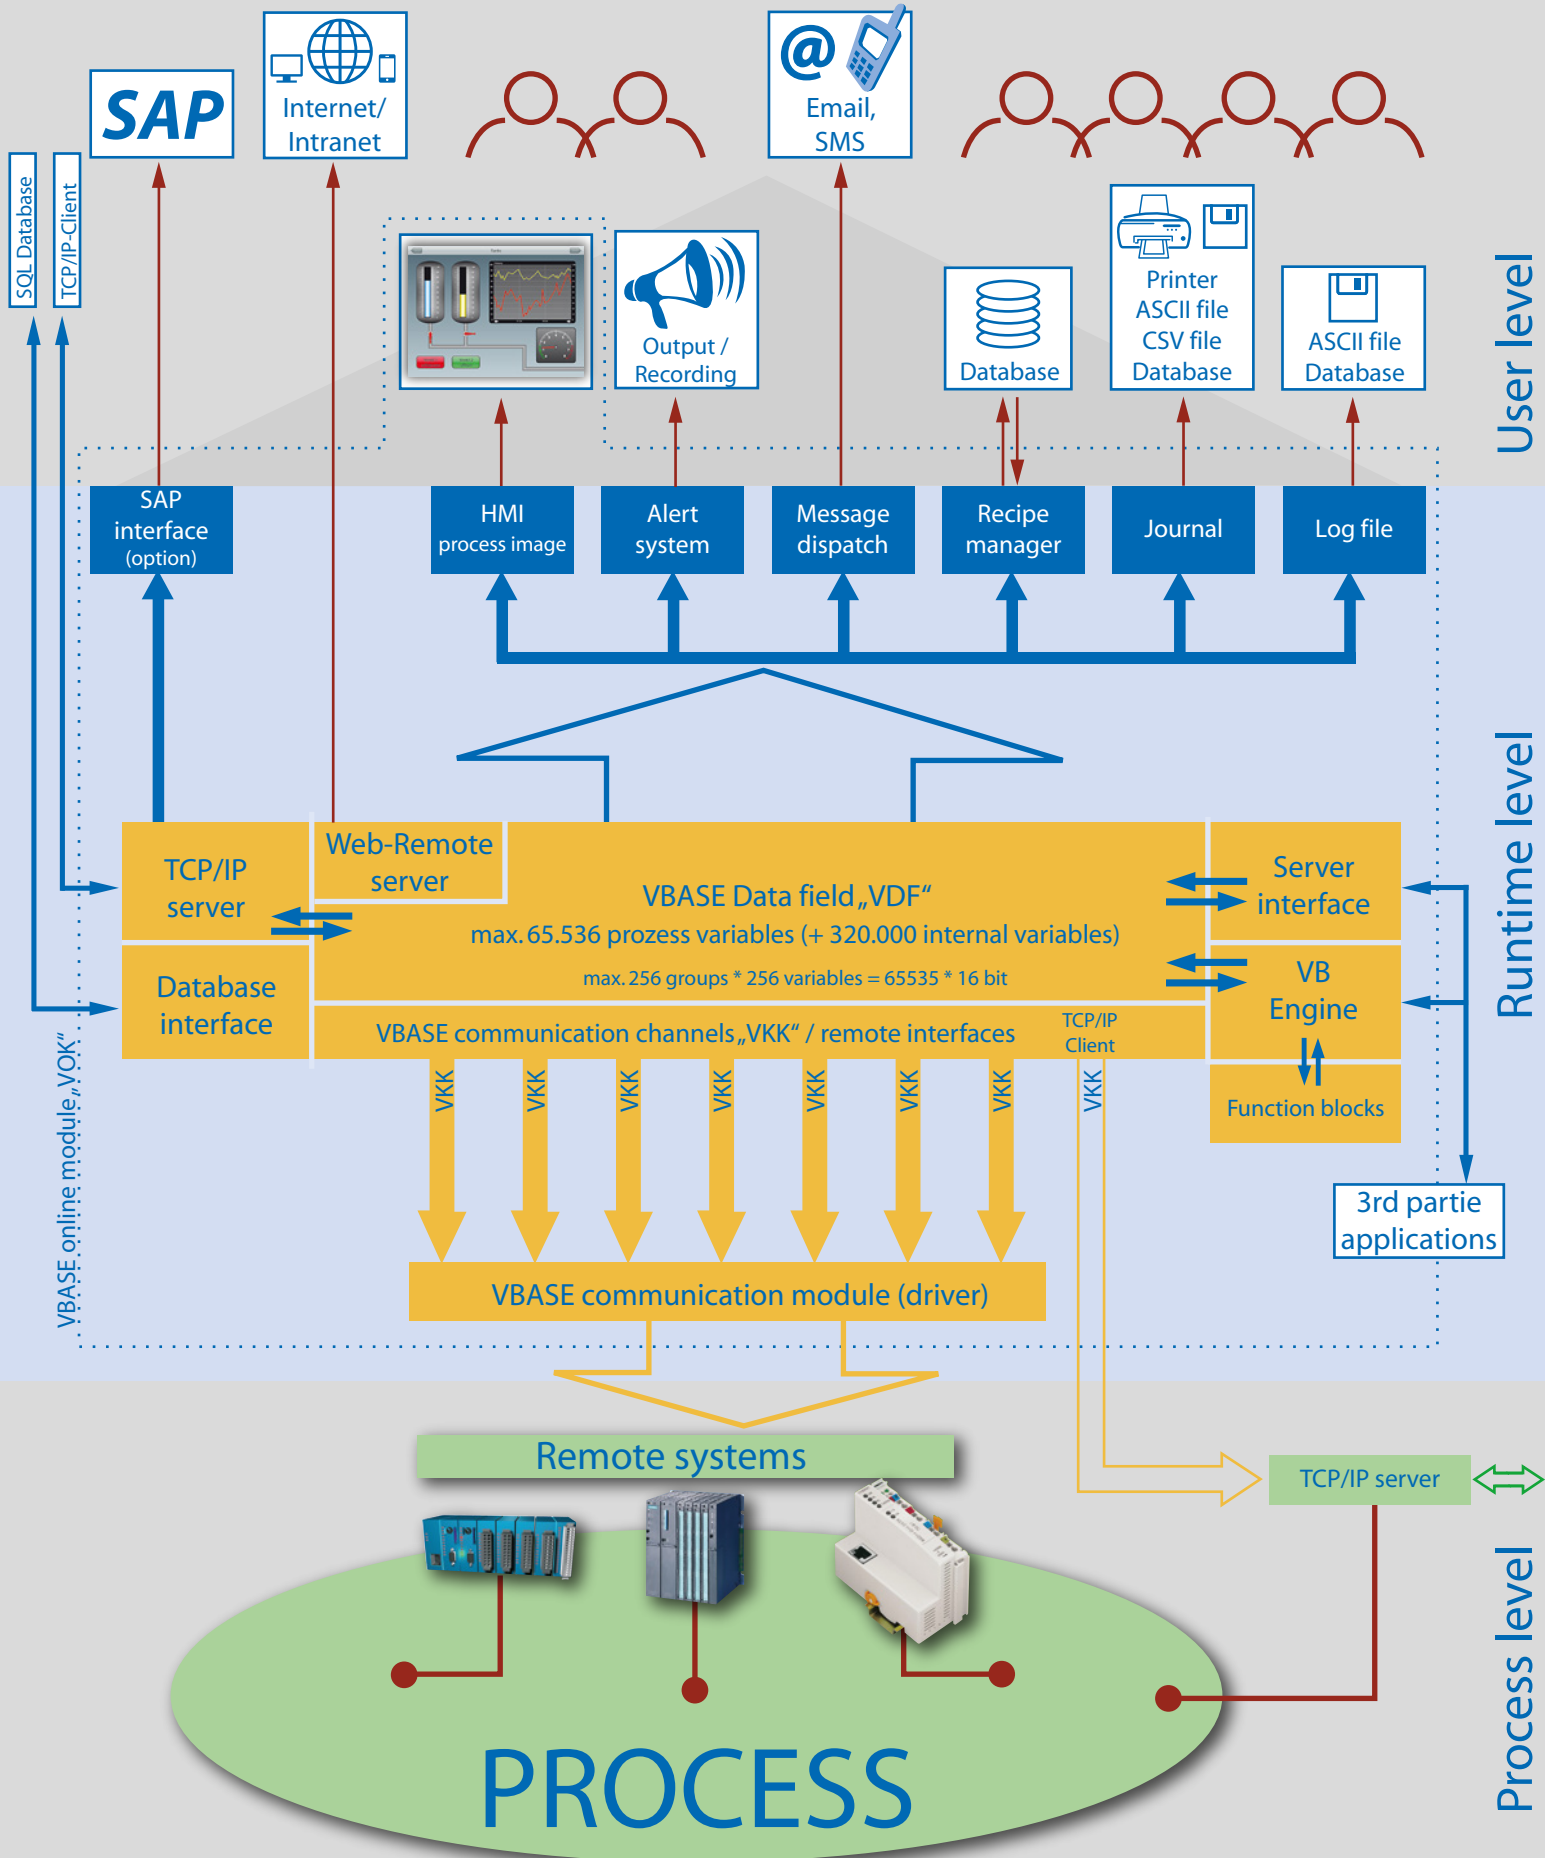 SAP
Internet/
Intranet
@
Email,
SMS
SQL Database
TCP/IP-Client
Output /
Recording
Database
Printer
ASCII file
CSV file
Database
ASCII file
Database
User level
SAP
interface
(option)
HMI
process image
Alert
system
Message
dispatch
Recipe
manager
Journal
Log file
Runtime level
TCP/IP
server
Web-Remote
server
VBASE Data field „VDF“
max. 65.536 prozess variables (+ 320.000 internal variables)
max. 256 groups * 256 variables = 65535 * 16 bit
Server
interface
Database
interface
VB
Engine
VBASE communication channels „VKK“ / remote interfaces
TCP/IP
Client
Function blocks
VKK
VKK
VKK
VKK
VKK
VKK
VKK
VKK
VBASE online module „VOK“
3rd partie
applications
VBASE communication module (driver)
Remote systems
TCP/IP server
Process level
PROCESS